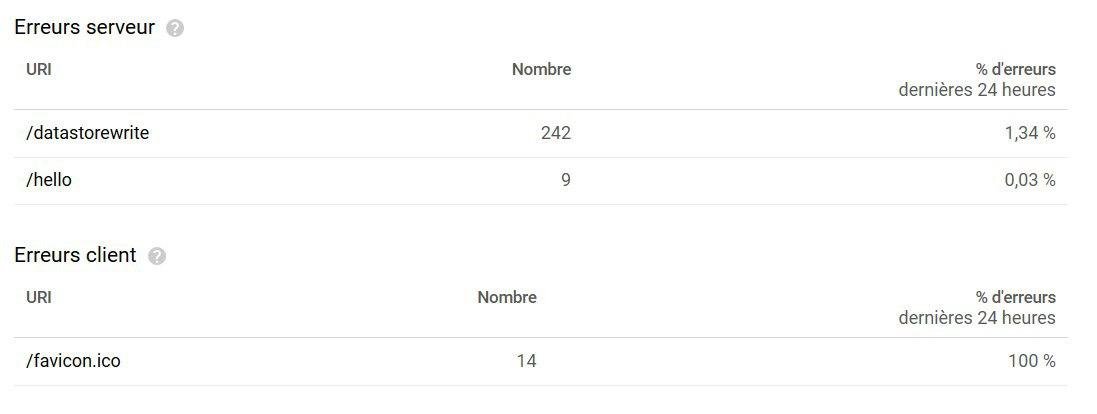 Erreurs serveur ?
URI Nombre % d'erreurs
dernières 24 heures
/datastorewrite 242 1,34 %
/hello 9 0,03 %
Erreurs client ?
URI Nombre % d'erreurs
dernières 24 heures
/favicon.ico 14 100 %